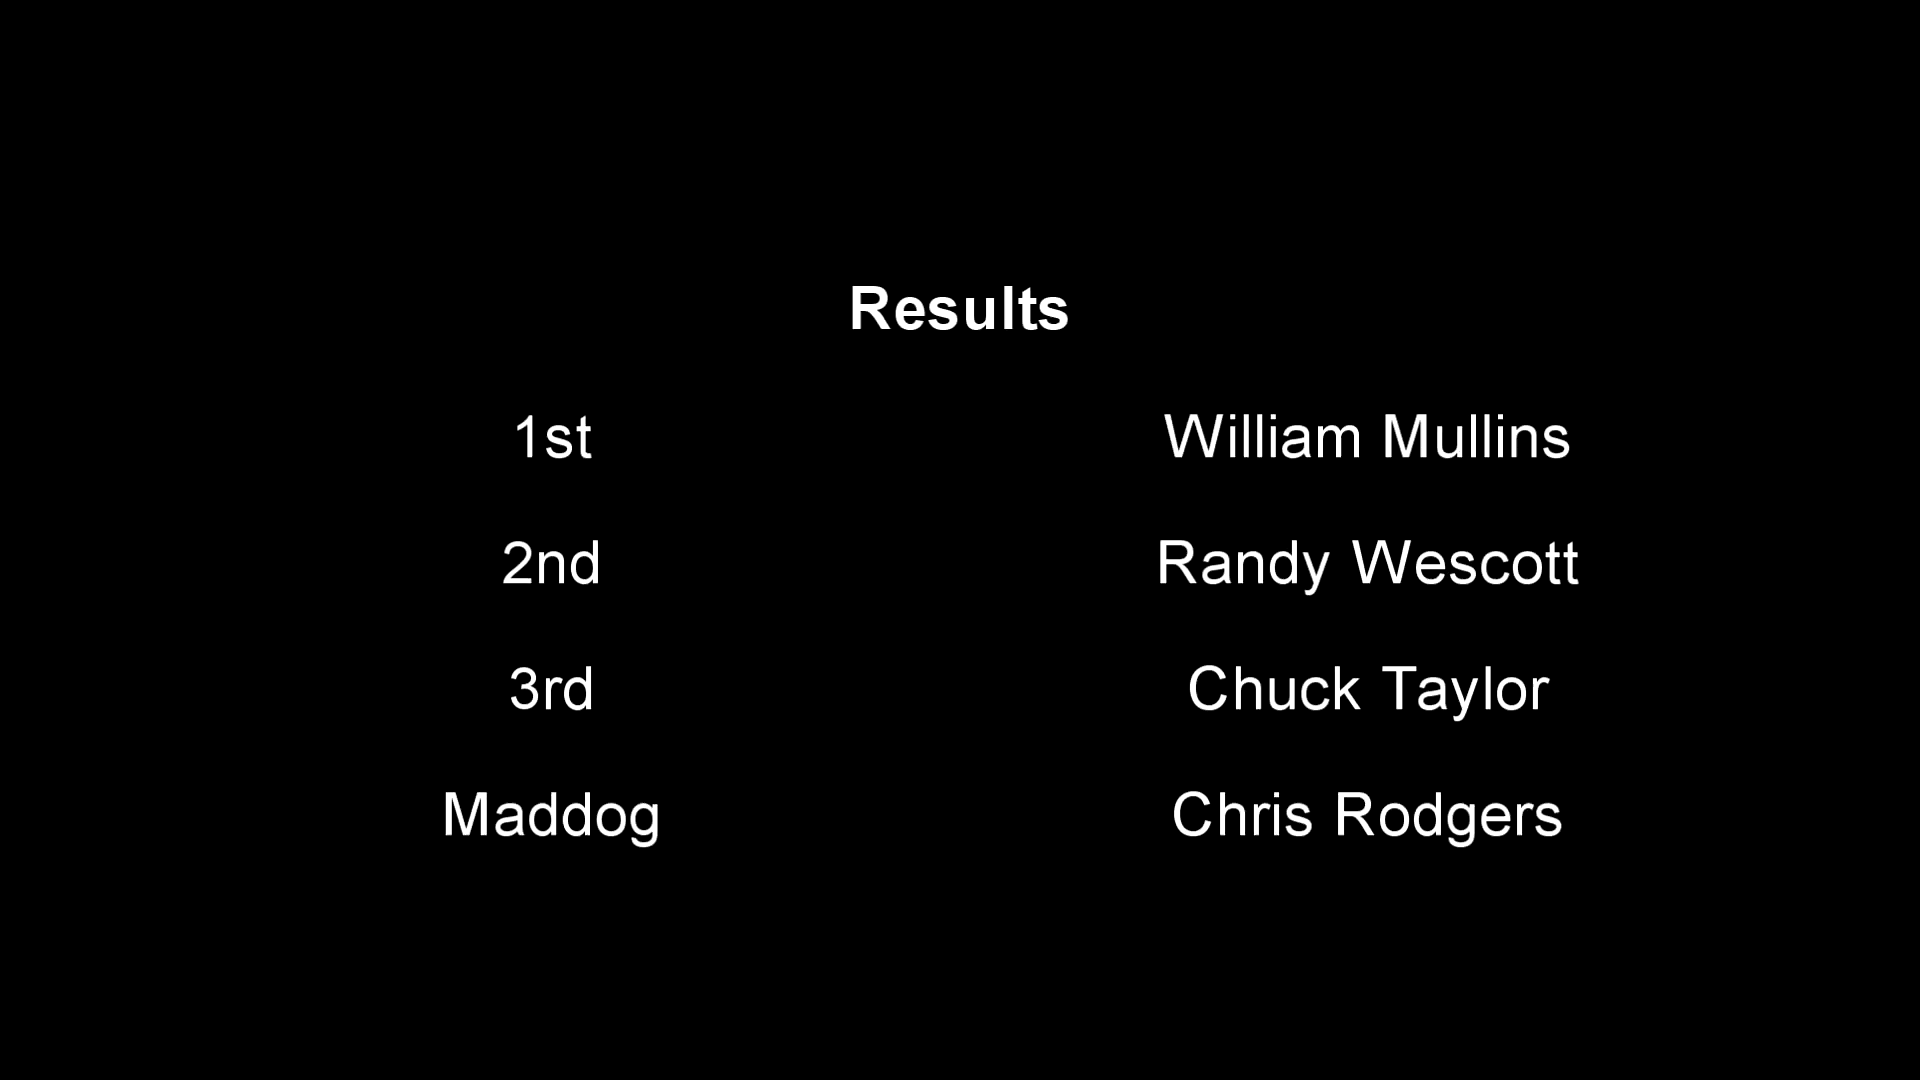 Results
1st William Mullins
2nd Randy Wescott
3rd Chuck Taylor
Maddog Chris Rodgers